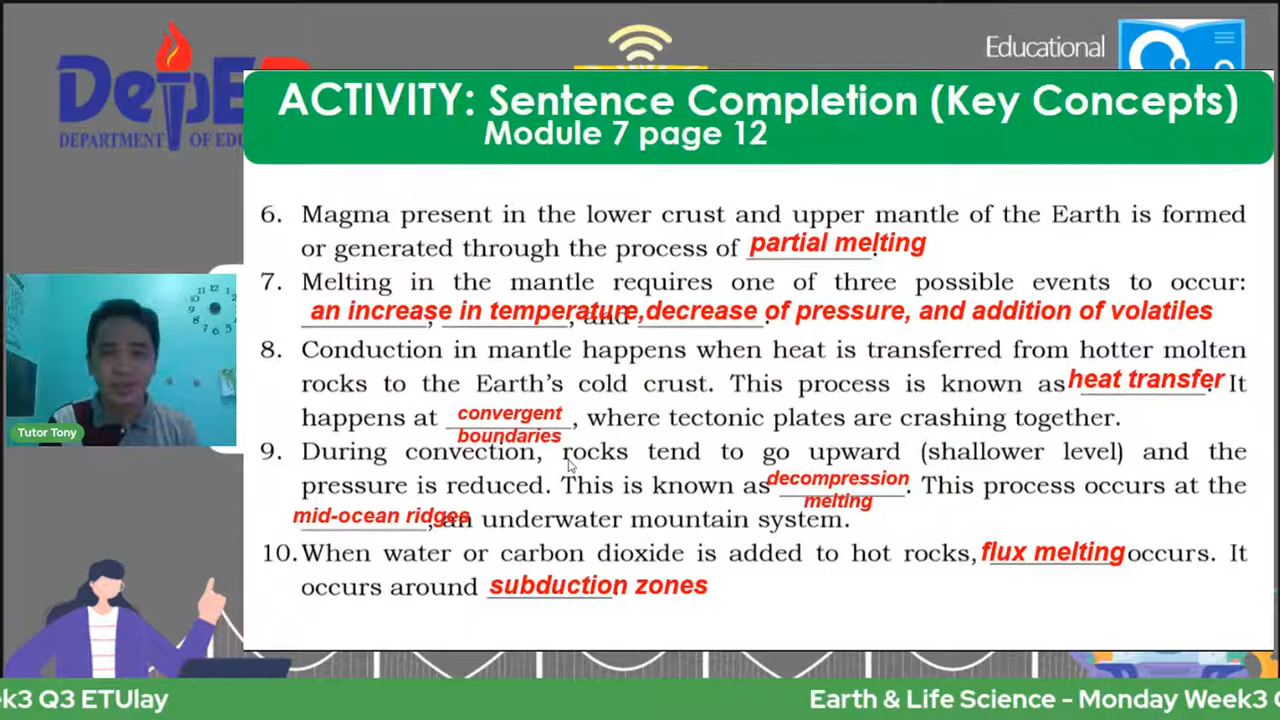 DepED
DEPARTMENT OF EDU
Educational
ACTIVITY: Sentence Completion (Key Concepts)
Module 7 page 12
6. Magma present in the lower crust and upper mantle of the Earth is formed
or generated through the process of partial melting.
7. Melting in the mantle requires one of three possible events to occur:
an increase in temperature, decrease of pressure, and addition of volatiles
8. Conduction in mantle happens when heat is transferred from hotter molten
rocks to the Earth's cold crust. This process is known as heat transfer. It
happens at convergent boundaries, where tectonic plates are crashing together.
9. During convection, rocks tend to go upward (shallower level) and the
pressure is reduced. This is known as decompression melting. This process occurs at the
mid-ocean ridges, an underwater mountain system.
10. When water or carbon dioxide is added to hot rocks, flux melting occurs. It
occurs around subduction zones
Tutor Tony
ek3 Q3 ETUlay
Earth & Life Science - Monday Week3